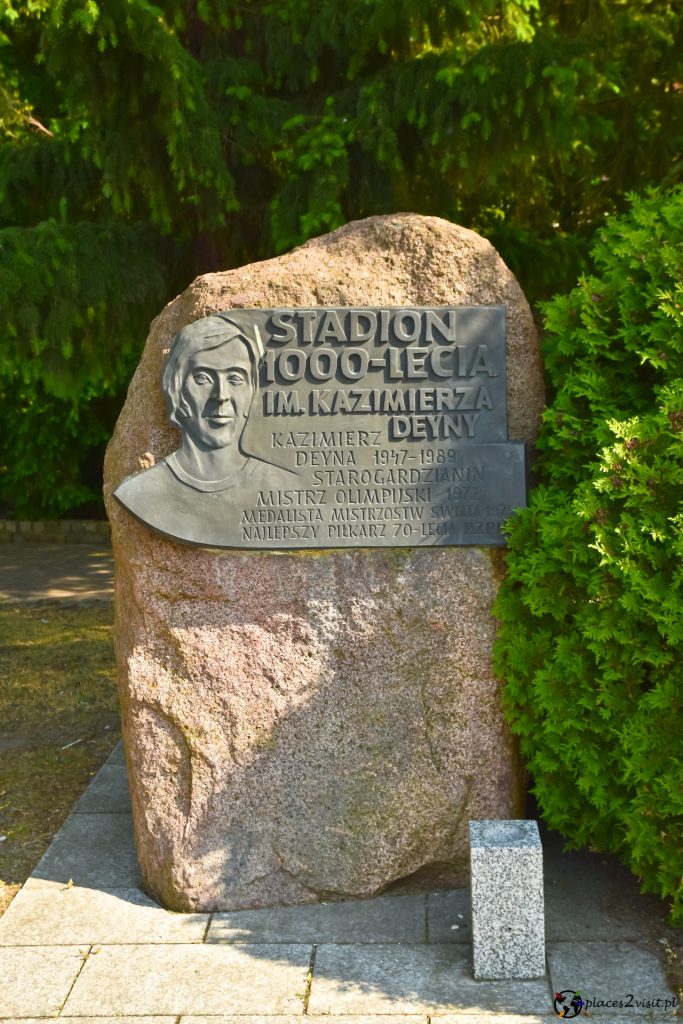 STADION
1000-LECIA
IM. KAZIMIERZA
DEYNY
KAZIMIERZ
DEYNA 1947-1989
STAROGARDZIANIN
MISTRZ OLIMPIJSKI 1972
MEDALISTA MISTRZOSTW ŚWIATA
NAJLEPSZY PIŁKARZ 70-LECIA PZPN
places2visit.pl